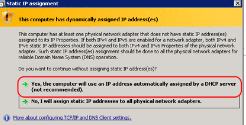 Static IP assignment
This computer has dynamically assigned IP address(es)?
This computer has at least one physical network adapter that does not have static IP address(es)
assigned to its IP Properties. If both IPv4 and IPv6 are enabled for a network adapter, both IPv4
and IPv6 static IP addresses should be assigned to both IPv4 and IPv6 Properties of the physical network
adapter. Such static IP address(es) assignment should be done to all the physical network adapters for
reliable Domain Name System (DNS) operation.
Do you want to continue without assigning static IP address(es)?
Yes, the computer will use an IP address automatically assigned by a DHCP server
(not recommended).
No, I will assign static IP addresses to all physical network adapters.
More about configuring TCP/IP and DNS Client settings.